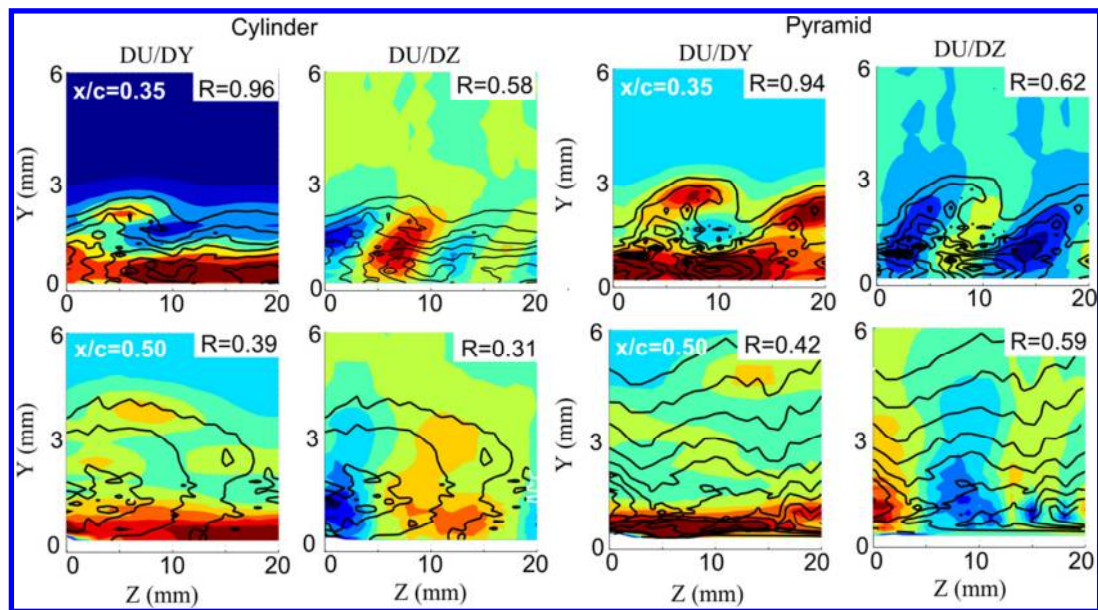 Cylinder
Pyramid
DU/DY
DU/DZ
DU/DY
DU/DZ
6
x/c=0.35
R=0.96
6
R=0.58
6
x/c=0.35
R=0.94
6
R=0.62
Y (mm)
3
3
Y (mm)
3
3
0
0
0
0
0
10
20
0
10
20
0
10
20
0
10
20
6
x/c=0.50
R=0.39
6
R=0.31
6
x/c=0.50
R=0.42
6
R=0.59
Y (mm)
3
3
Y (mm)
3
3
0
0
0
0
0
10
20
0
10
20
0
10
20
0
10
20
Z (mm)
Z (mm)
Z (mm)
Z (mm)